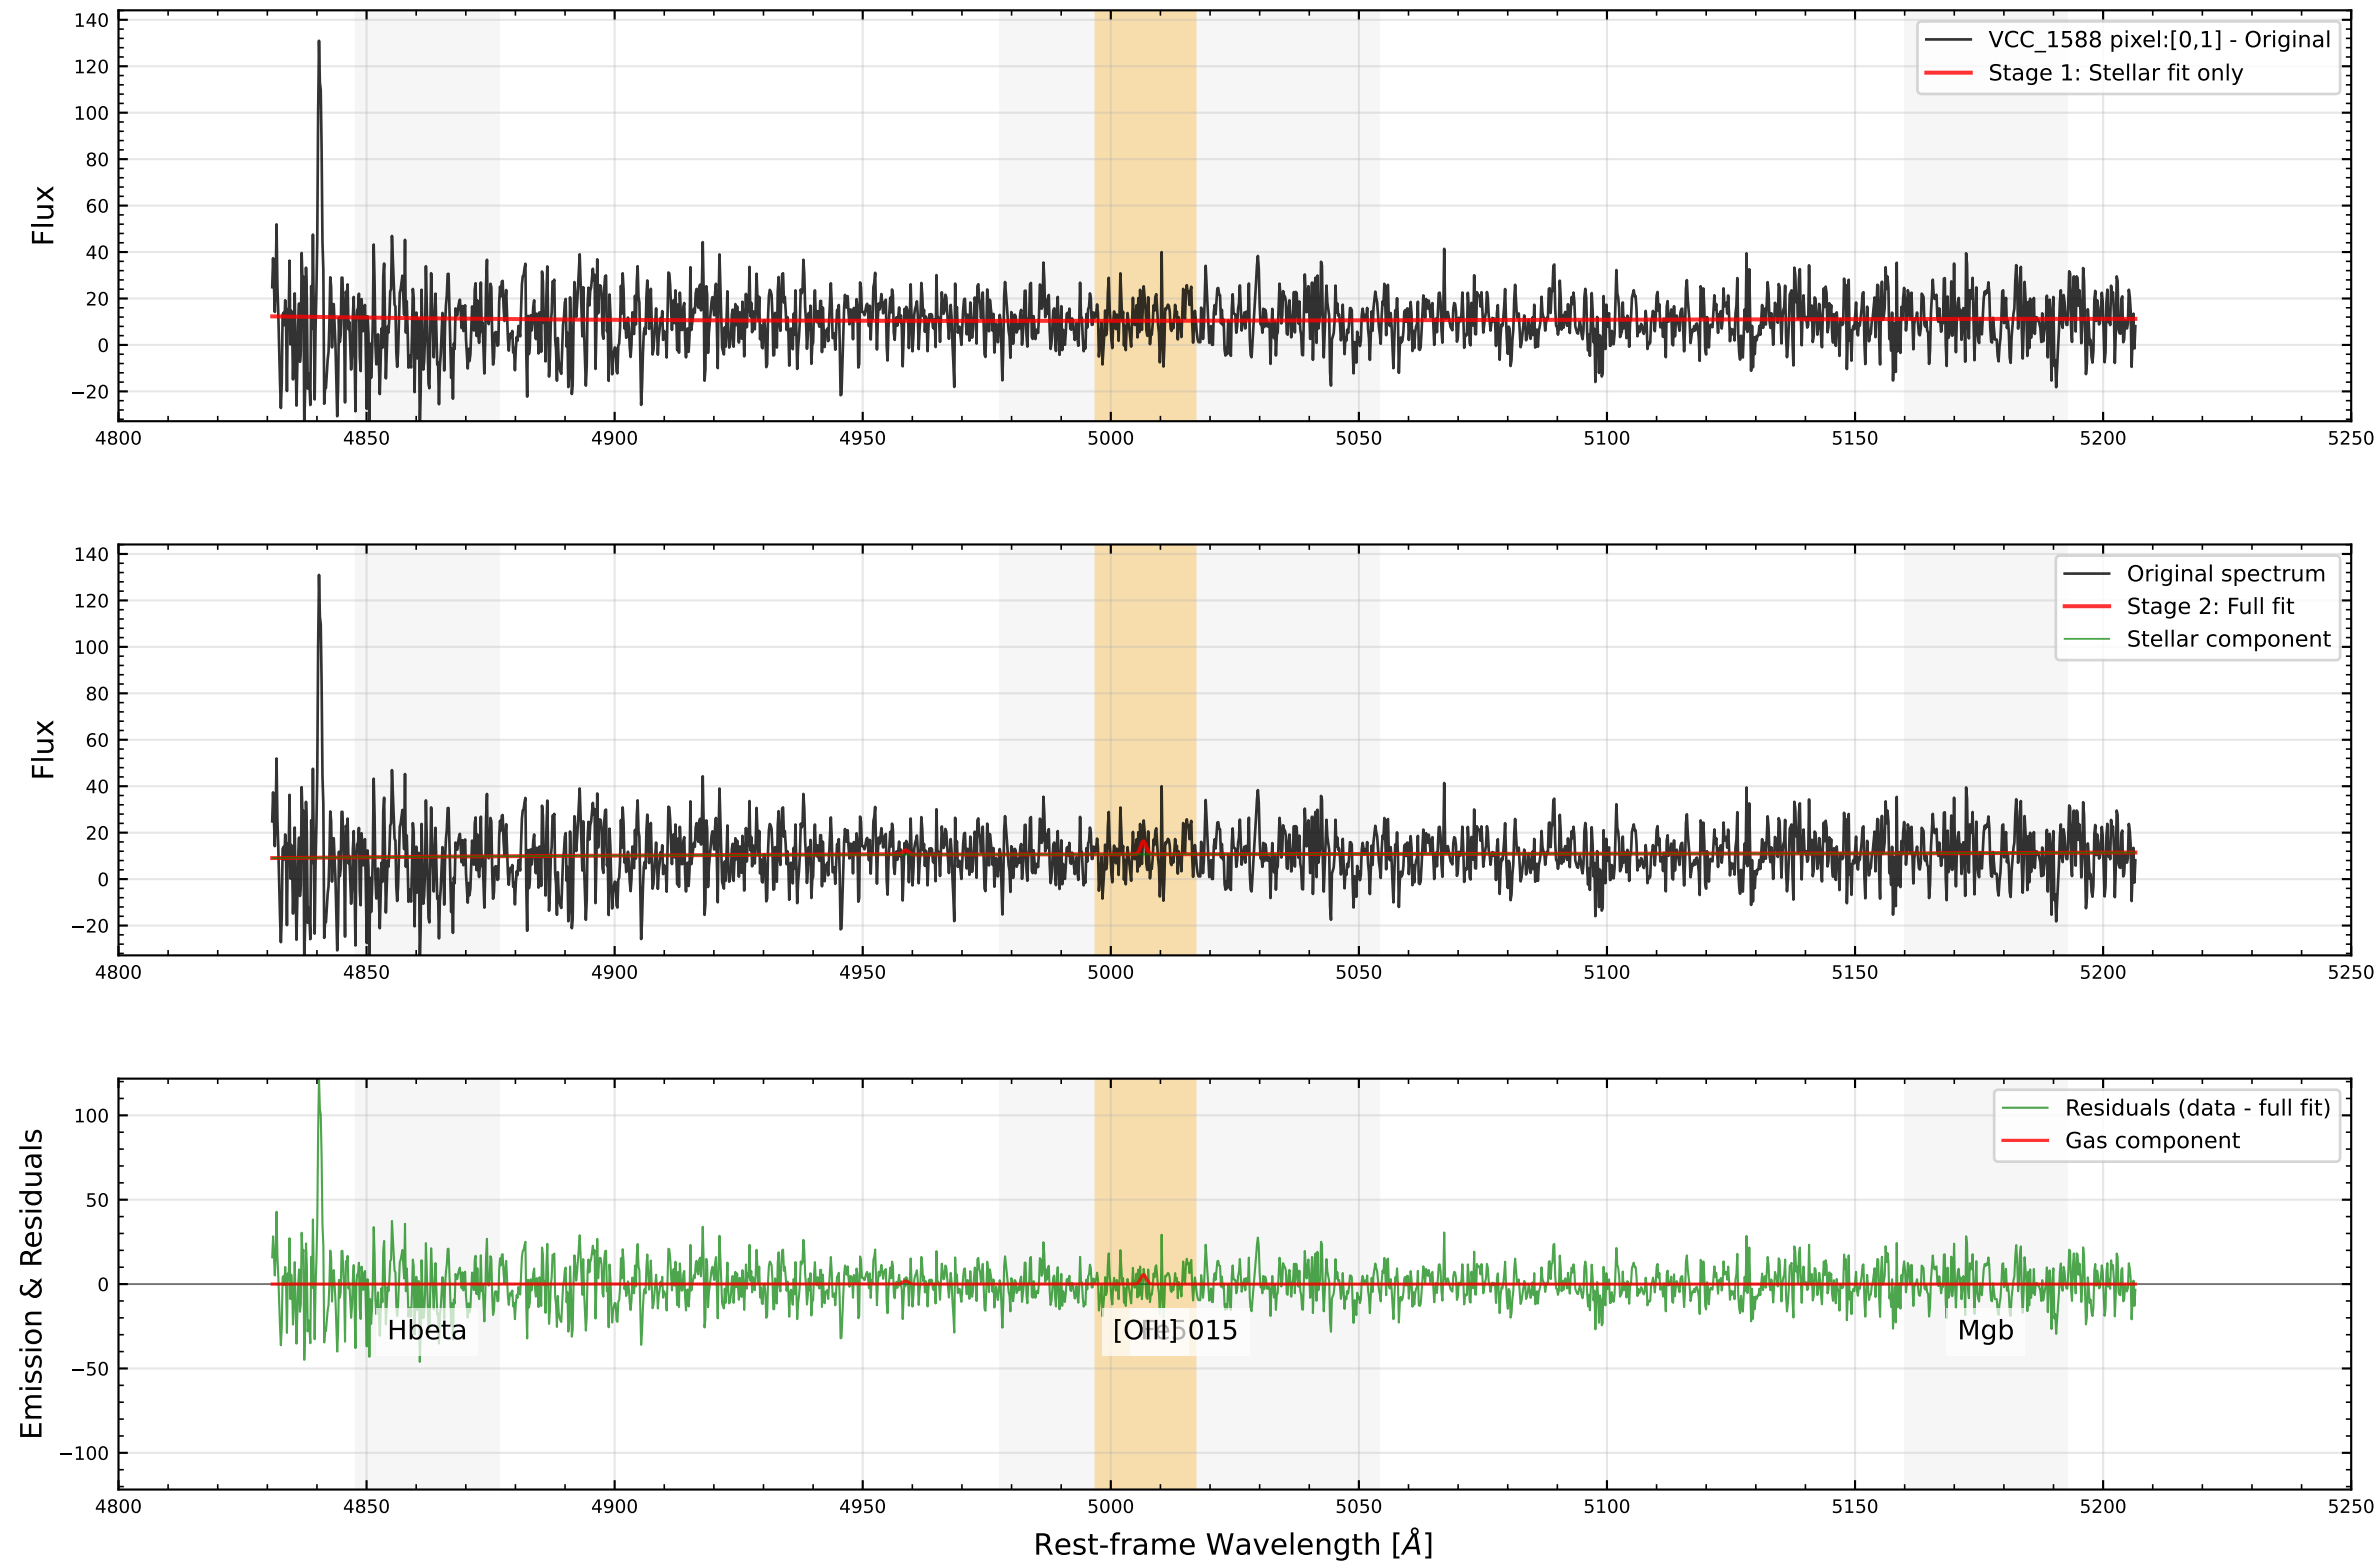 140
120
100
80
60
40
20
0
−20
Flux
VCC_1588 pixel:[0,1] - Original
Stage 1: Stellar fit only
4800 4850 4900 4950 5000 5050 5100 5150 5200 5250
140
120
100
80
60
40
20
0
−20
Flux
Original spectrum
Stage 2: Full fit
Stellar component
4800 4850 4900 4950 5000 5050 5100 5150 5200 5250
100
50
0
−50
−100
Emission & Residuals
Residuals (data - full fit)
Gas component
Hbeta
[OIII]
Fe5015
Mgb
4800 4850 4900 4950 5000 5050 5100 5150 5200 5250
Rest-frame Wavelength [Å]